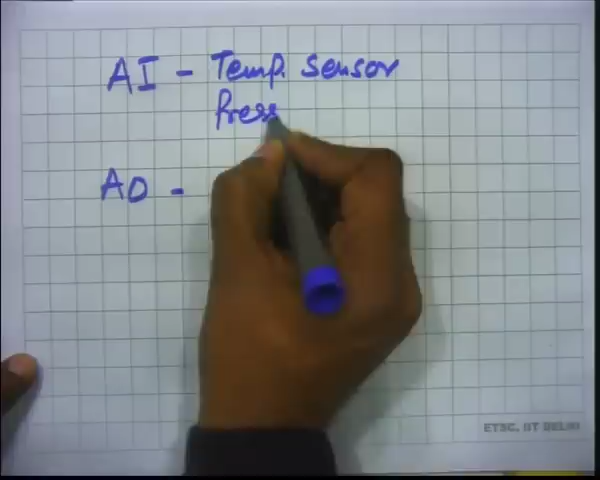 AI - Temp. Sensor
Press
AO -
ETSC, IIT DELHI